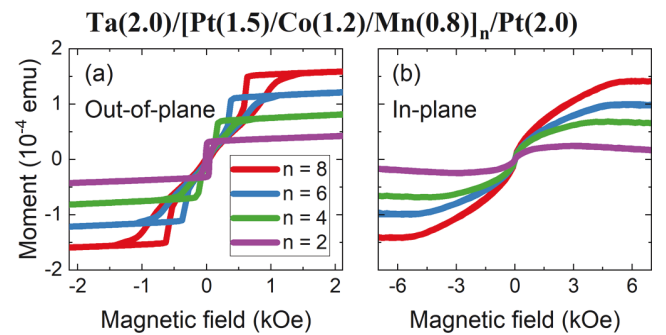 Ta(2.0)/[Pt(1.5)/Co(1.2)/Mn(0.8)]n/Pt(2.0)
(a)
Out-of-plane
n = 8
n = 6
n = 4
n = 2
Moment (10⁻⁴ emu)
2
1
0
-1
-2
-2
-1
0
1
2
Magnetic field (kOe)
(b)
In-plane
-6
-3
0
3
6
Magnetic field (kOe)